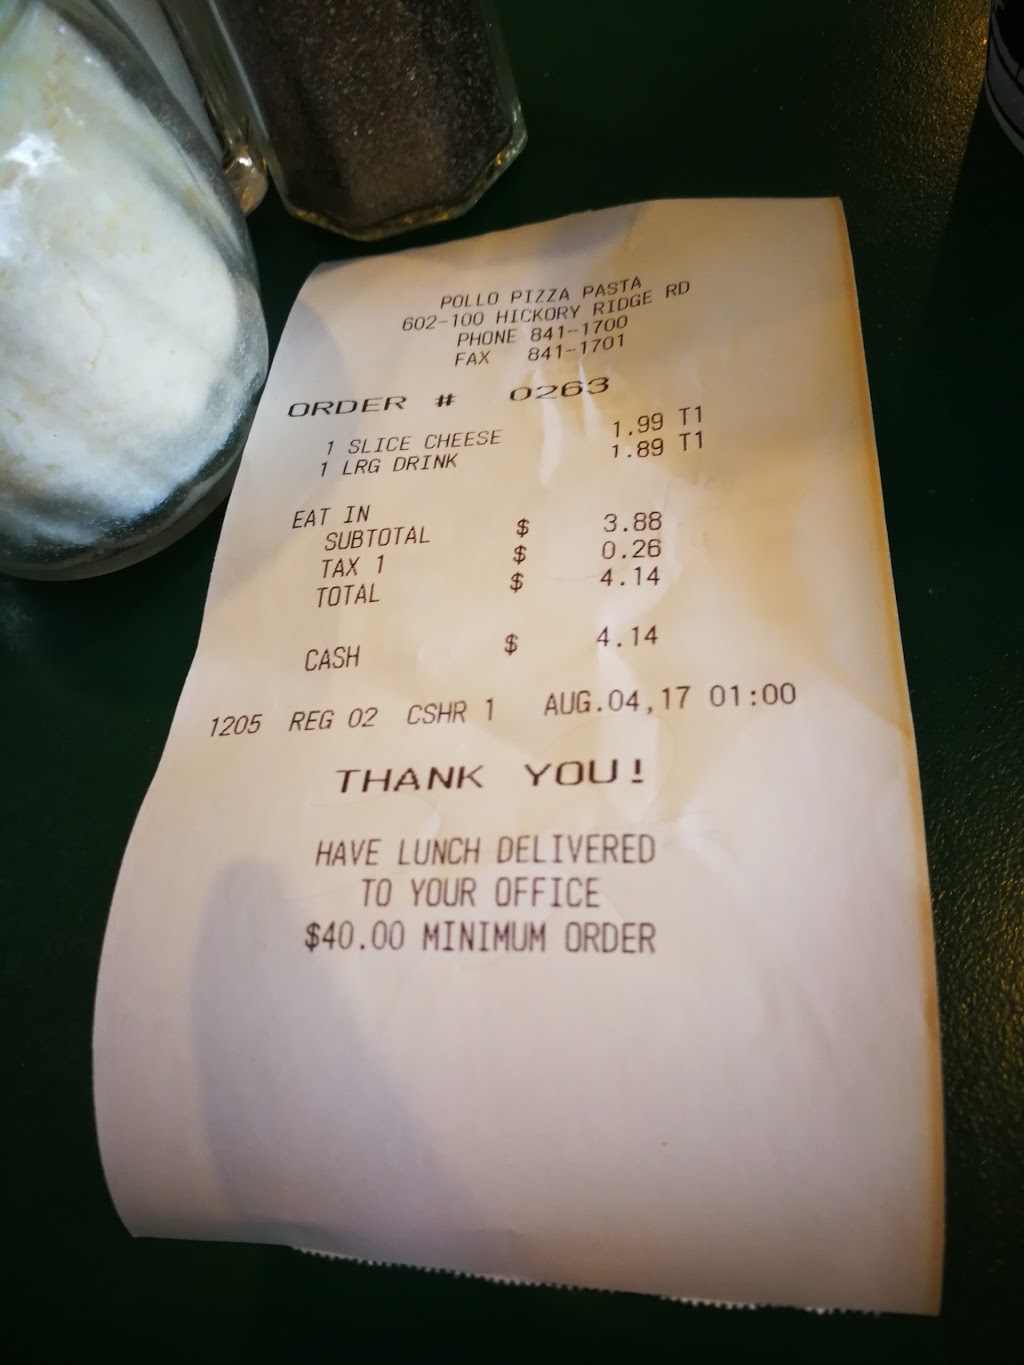 POLLO PIZZA PASTA
602-100 HICKORY RIDGE RD
PHONE 841-1700
FAX 841-1701
ORDER # 0263
1 SLICE CHEESE 1.99 T1
1 LRG DRINK 1.89 T1
EAT IN
SUBTOTAL $ 3.88
TAX 1 $ 0.26
TOTAL $ 4.14
CASH $ 4.14
1205 REG 02 CSHR 1 AUG.04,17 01:00
THANK YOU!
HAVE LUNCH DELIVERED
TO YOUR OFFICE
$40.00 MINIMUM ORDER